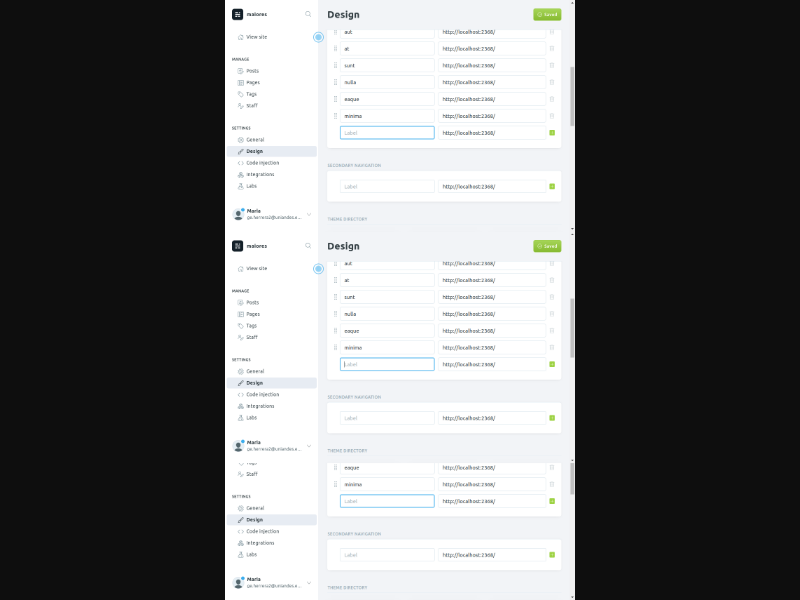 maiores
Design
Saved
View site
aut http://localhost:2368/
at http://localhost:2368/
MANAGE
sunt http://localhost:2368/
Posts
nulla http://localhost:2368/
Pages
Tags
eaque http://localhost:2368/
Staff
minima http://localhost:2368/
SETTINGS
Label http://localhost:2368/
General
Design
Code injection
SECONDARY NAVIGATION
Integrations
Labs
Label http://localhost:2368/
Maria
THEME DIRECTORY
maiores
Design
Saved
View site
aut http://localhost:2368/
at http://localhost:2368/
MANAGE
sunt http://localhost:2368/
Posts
nulla http://localhost:2368/
Pages
Tags
eaque http://localhost:2368/
Staff
minima http://localhost:2368/
SETTINGS
Label http://localhost:2368/
General
Design
Code injection
SECONDARY NAVIGATION
Integrations
Labs
Label http://localhost:2368/
Maria
THEME DIRECTORY
eaque http://localhost:2368/
Staff
minima http://localhost:2368/
SETTINGS
Label http://localhost:2368/
General
Design
Code injection
SECONDARY NAVIGATION
Integrations
Labs
Label http://localhost:2368/
Maria
THEME DIRECTORY